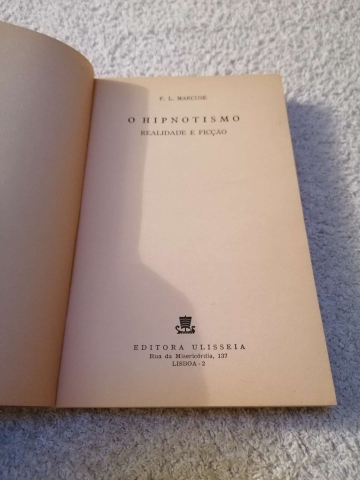 F. L. MARCUSE
O HIPNOTISMO
REALIDADE E FICÇÃO
EDITORA ULISSEIA
Rua da Misericórdia, 137
LISBOA - 2